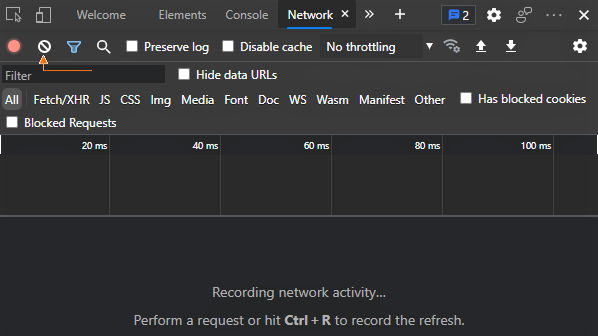 Welcome Elements Console Network 2
Preserve log Disable cache No throttling
Filter Hide data URLs
All Fetch/XHR JS CSS Img Media Font Doc WS Wasm Manifest Other Has blocked cookies
Blocked Requests
20 ms 40 ms 60 ms 80 ms 100 ms
Recording network activity...
Perform a request or hit Ctrl + R to record the refresh.